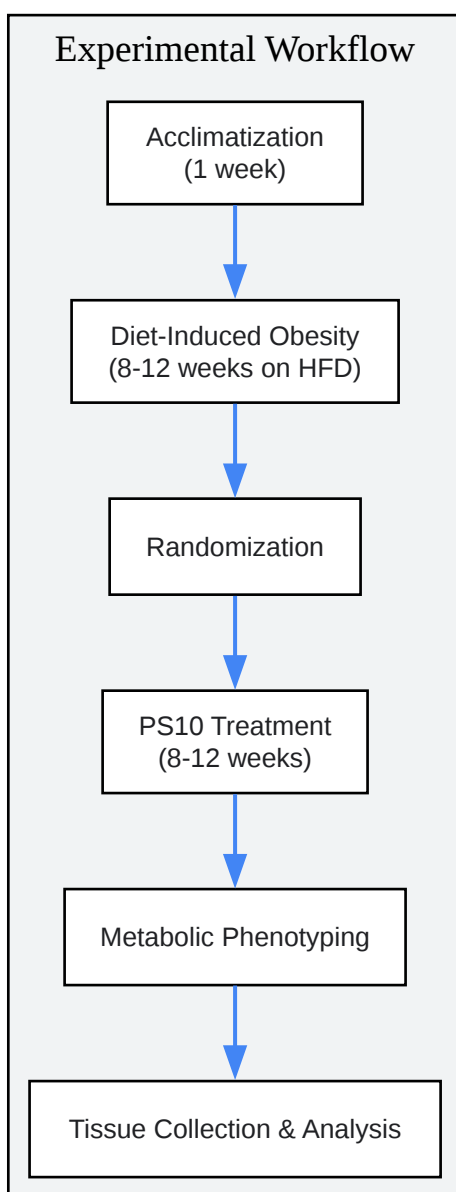 Experimental Workflow
Acclimatization
(1 week)
Diet-Induced Obesity
(8-12 weeks on HFD)
Randomization
PS10 Treatment
(8-12 weeks)
Metabolic Phenotyping
Tissue Collection & Analysis